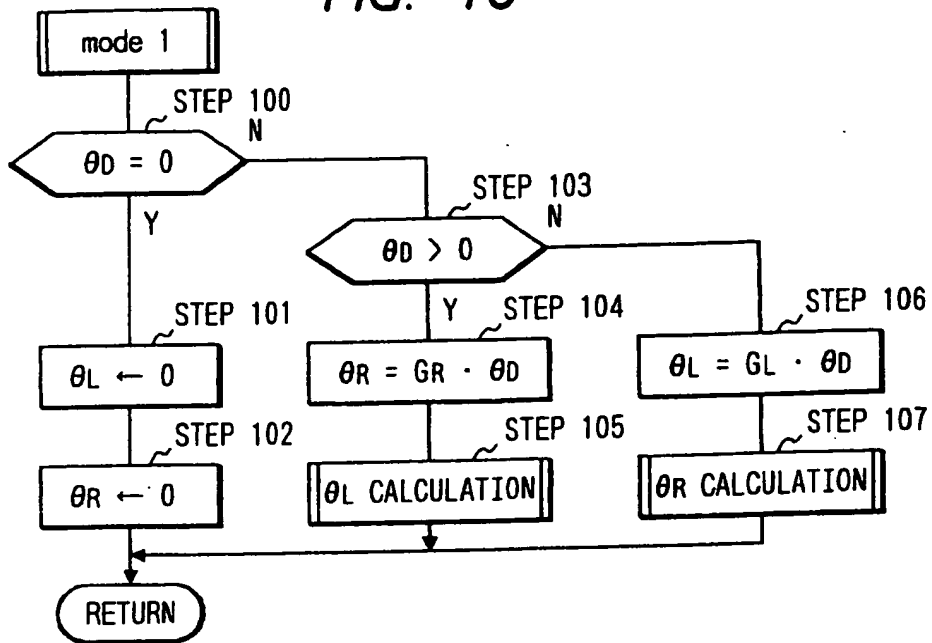 mode 1
STEP 100
θD = 0
N
Y
STEP 103
θD > 0
N
Y
STEP 101
θL ← 0
STEP 102
θR ← 0
STEP 104
θR = GR · θD
STEP 105
θL CALCULATION
STEP 106
θL = GL · θD
STEP 107
θR CALCULATION
RETURN